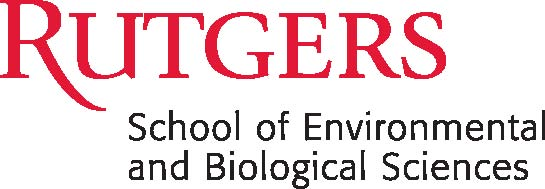 RUTGERS
School of Environmental
and Biological Sciences